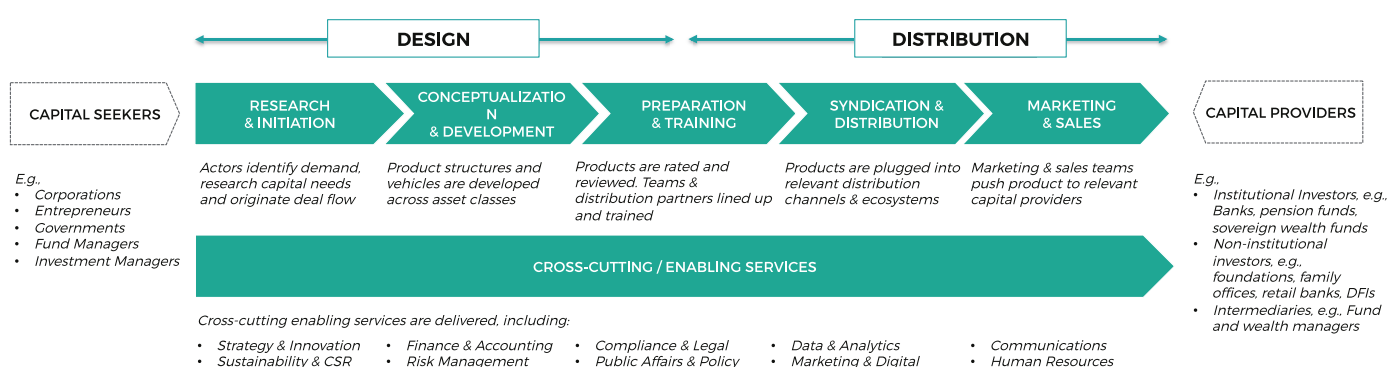 DESIGN
DISTRIBUTION
CAPITAL SEEKERS
RESEARCH
& INITIATION
CONCEPTUALIZATIO
N
& DEVELOPMENT
PREPARATION
& TRAINING
SYNDICATION &
DISTRIBUTION
MARKETING
& SALES
CAPITAL PROVIDERS
E.g.,
• Corporations
• Entrepreneurs
• Governments
• Fund Managers
• Investment Managers
Actors identify demand,
research capital needs
and originate deal flow
Product structures and
vehicles are developed
across asset classes
Products are rated and
reviewed. Teams &
distribution partners lined up
and trained
Products are plugged into
relevant distribution
channels & ecosystems
Marketing & sales teams
push product to relevant
capital providers
E.g.,
• Institutional Investors, e.g.,
Banks, pension funds,
sovereign wealth funds
• Non-institutional
investors, e.g.,
foundations, family
offices, retail banks, DFIs
• Intermediaries, e.g., Fund
and wealth managers
CROSS-CUTTING / ENABLING SERVICES
Cross-cutting enabling services are delivered, including:
• Strategy & Innovation
• Sustainability & CSR
• Finance & Accounting
• Risk Management
• Compliance & Legal
• Public Affairs & Policy
• Data & Analytics
• Marketing & Digital
• Communications
• Human Resources